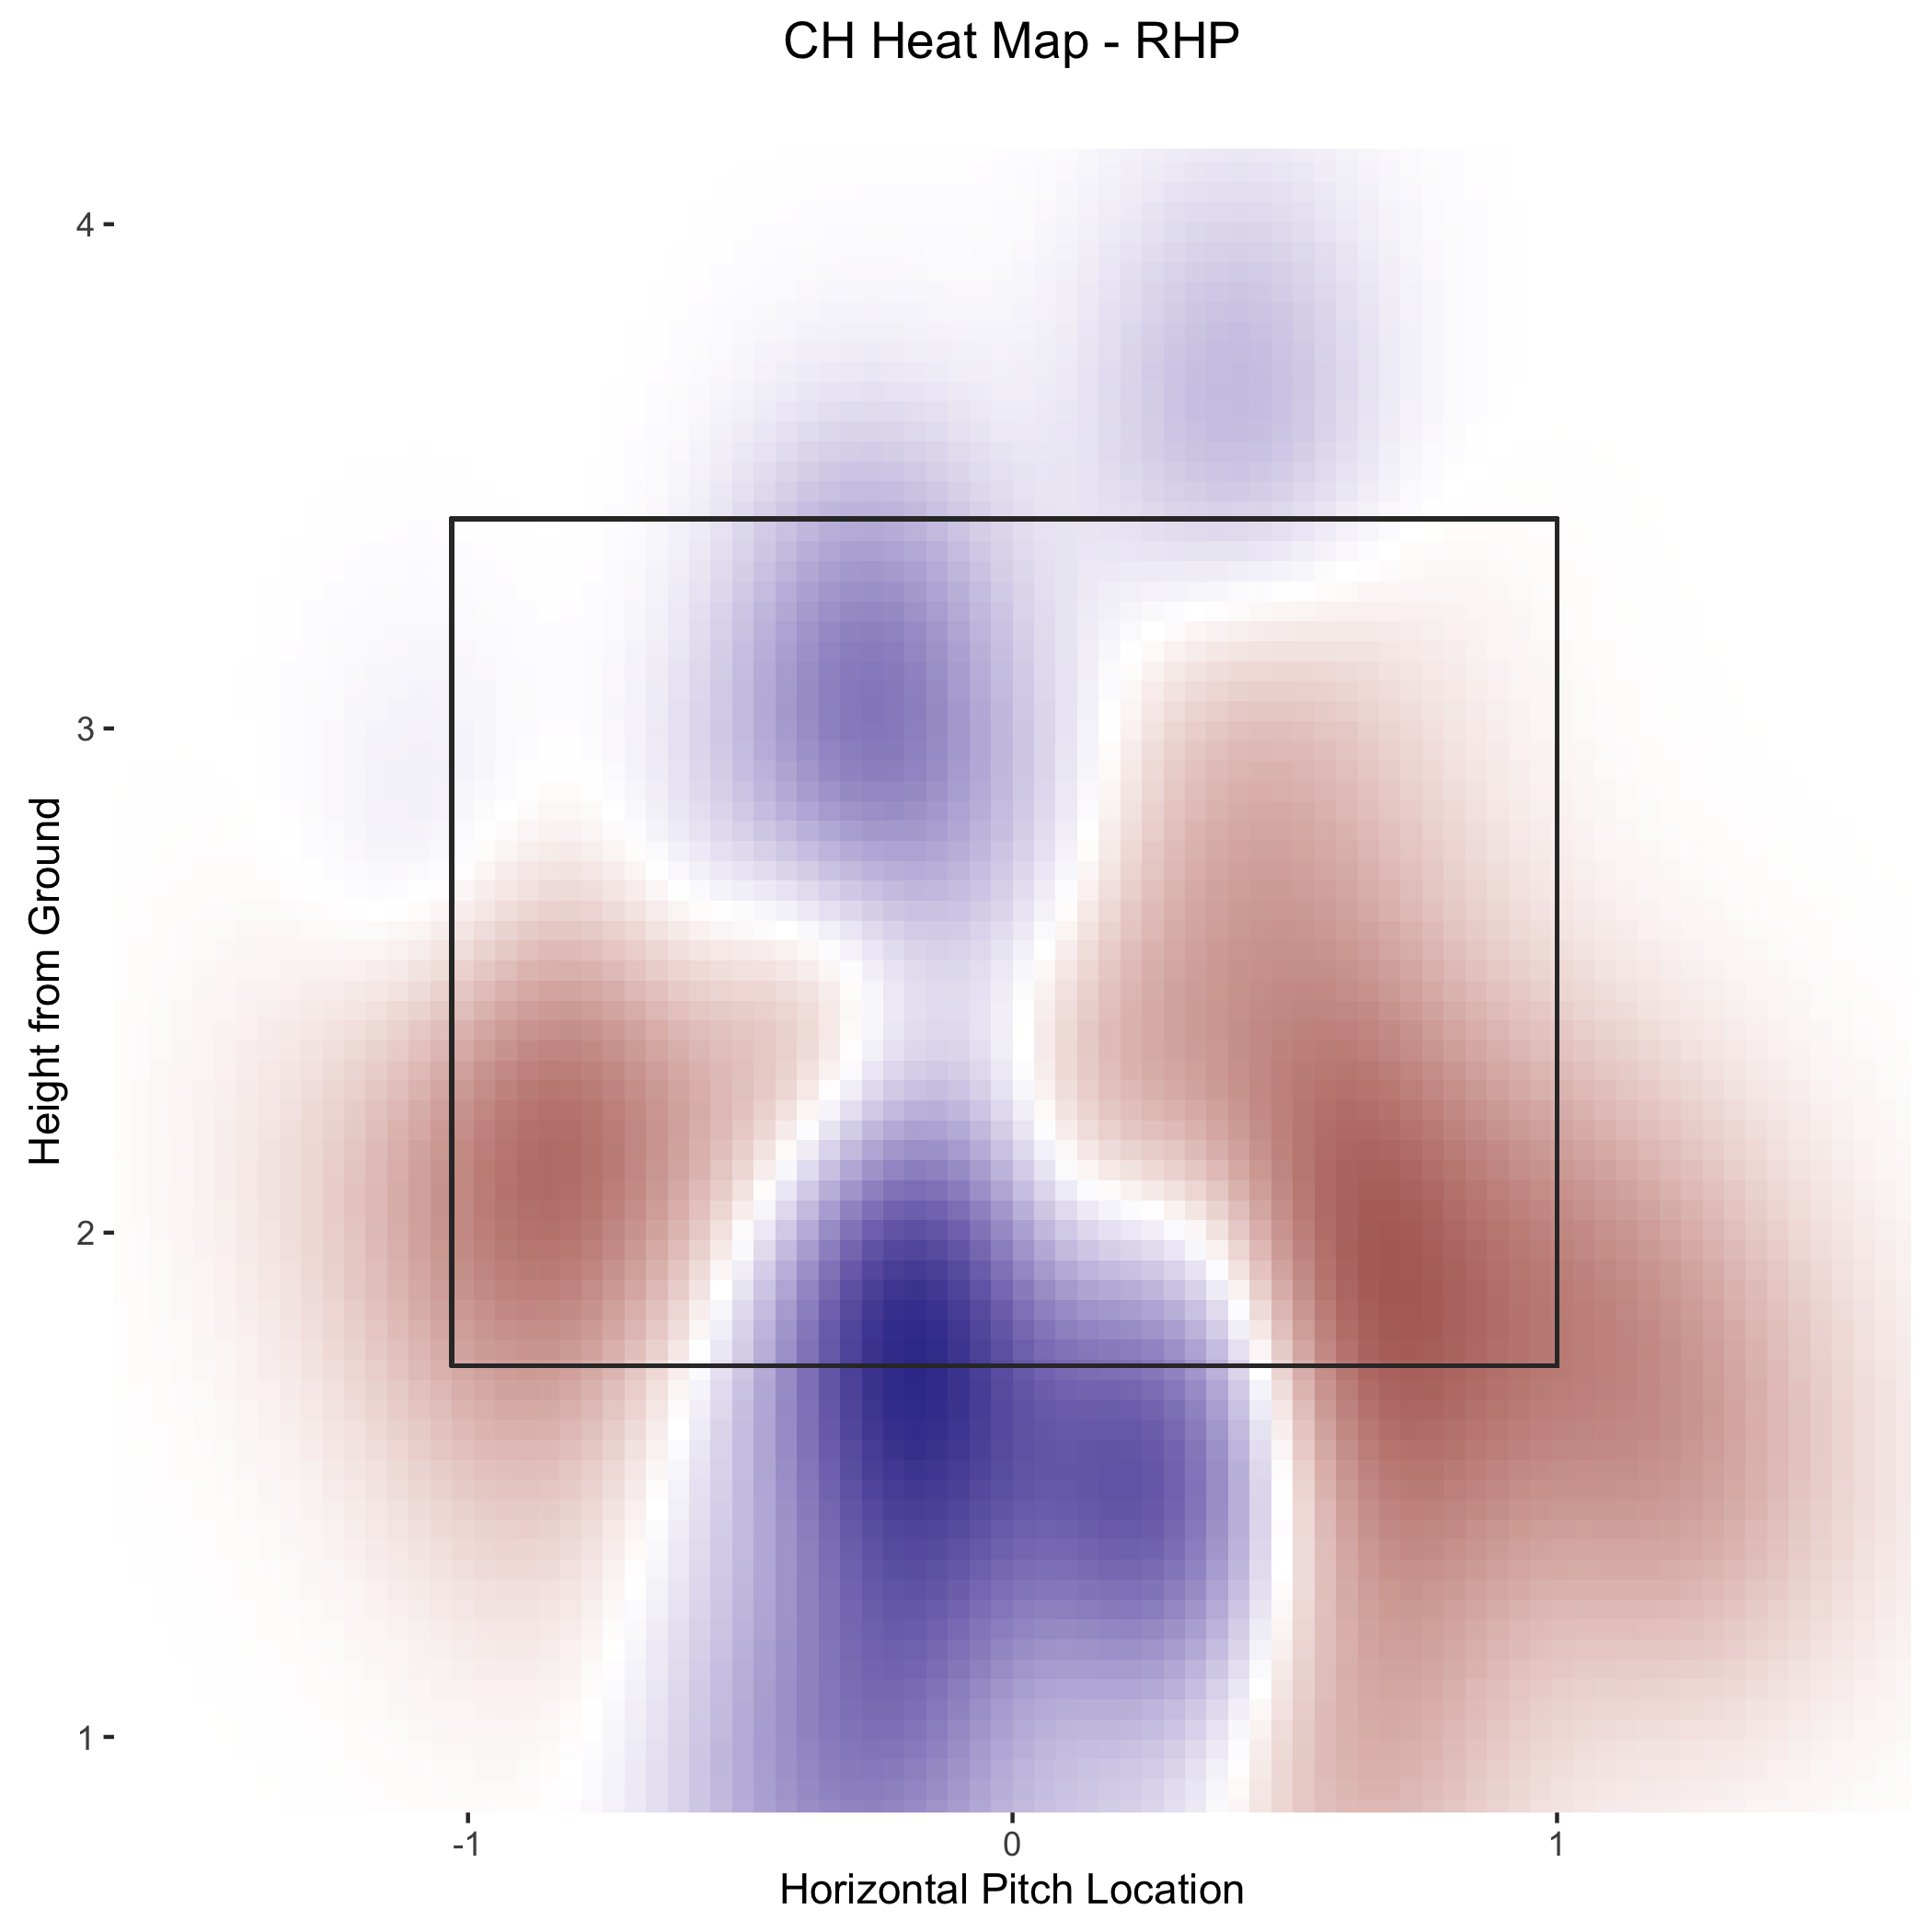 CH Heat Map - RHP
4
3
2
1
Height from Ground
-1 0 1
Horizontal Pitch Location